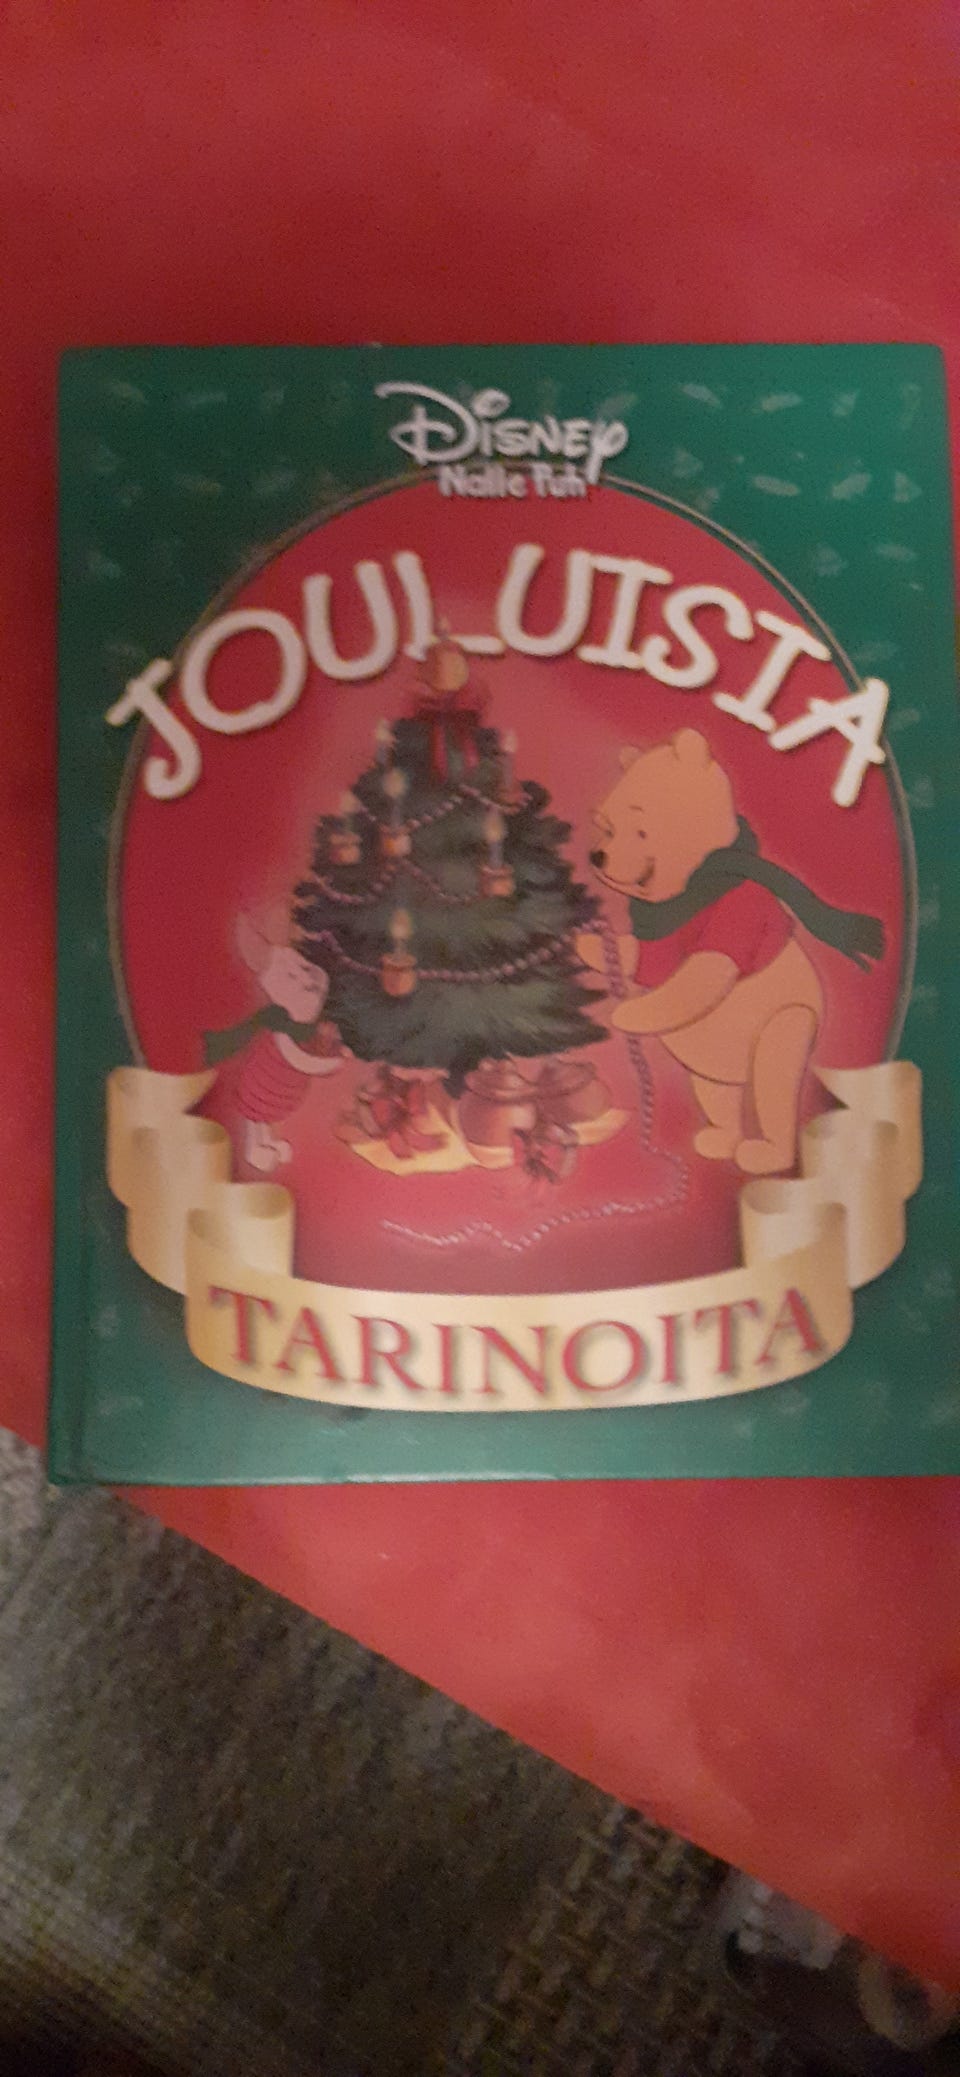 Disney
Nalle Puh
JOULUISIA
TARINOITA